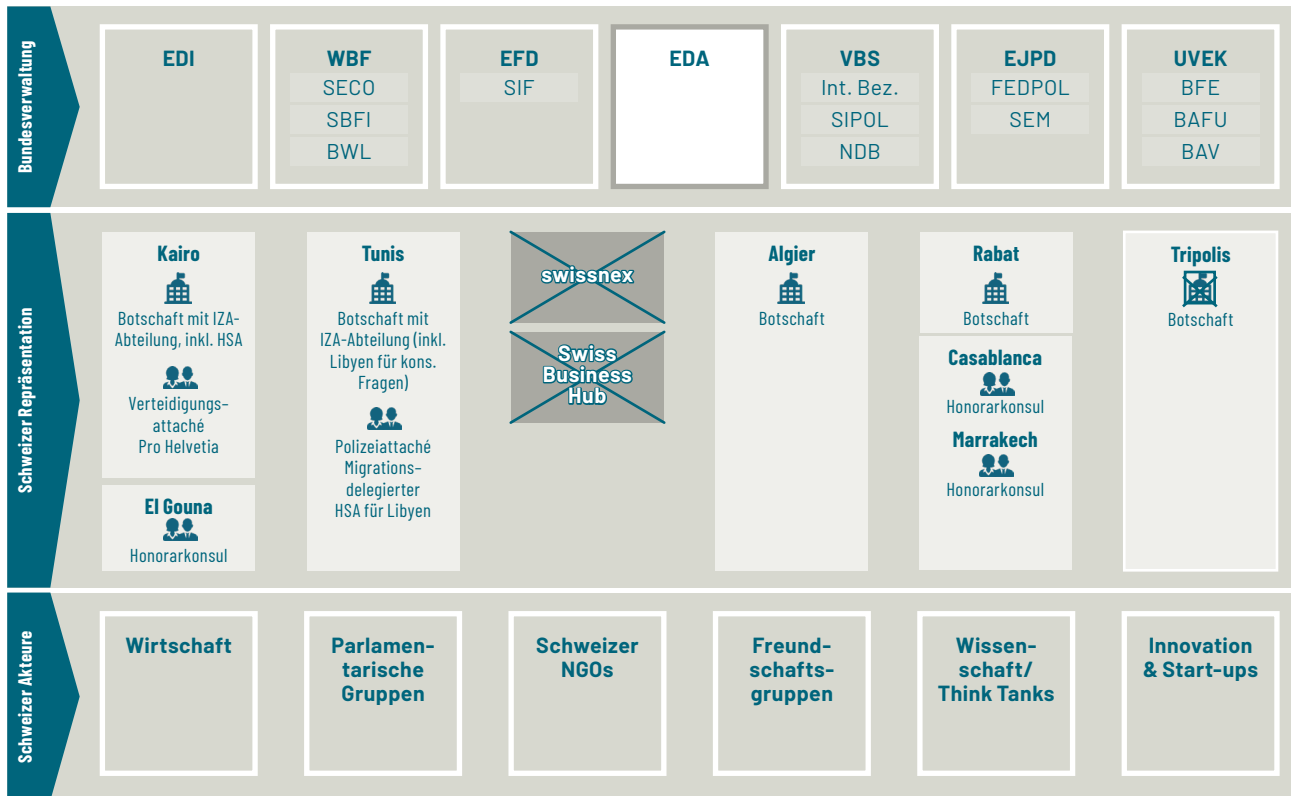 Bundesverwaltung
EDI
WBF
SECO
SBFI
BWL
EFD
SIF
EDA
VBS
Int. Bez.
SIPOL
NDB
EJPD
FEDPOL
SEM
UVEK
BFE
BAFU
BAV
Schweizer Repräsentation
Kairo
Botschaft mit IZA-
Abteilung, inkl. HSA
Verteidigungs-
attaché
Pro Helvetia
El Gouna
Honorarkonsul
Tunis
Botschaft mit
IZA-Abteilung (inkl.
Libyen für kons.
Fragen)
Polizeiattaché
Migrations-
delegierter
HSA für Libyen
swissnex
Swiss
Business
Hub
Algier
Botschaft
Rabat
Botschaft
Casablanca
Honorarkonsul
Marrakech
Honorarkonsul
Tripolis
Botschaft
Schweizer Akteure
Wirtschaft
Parlamen-
tarische
Gruppen
Schweizer
NGOs
Freund-
schafts-
gruppen
Wissen-
schaft/
Think Tanks
Innovation
& Start-ups